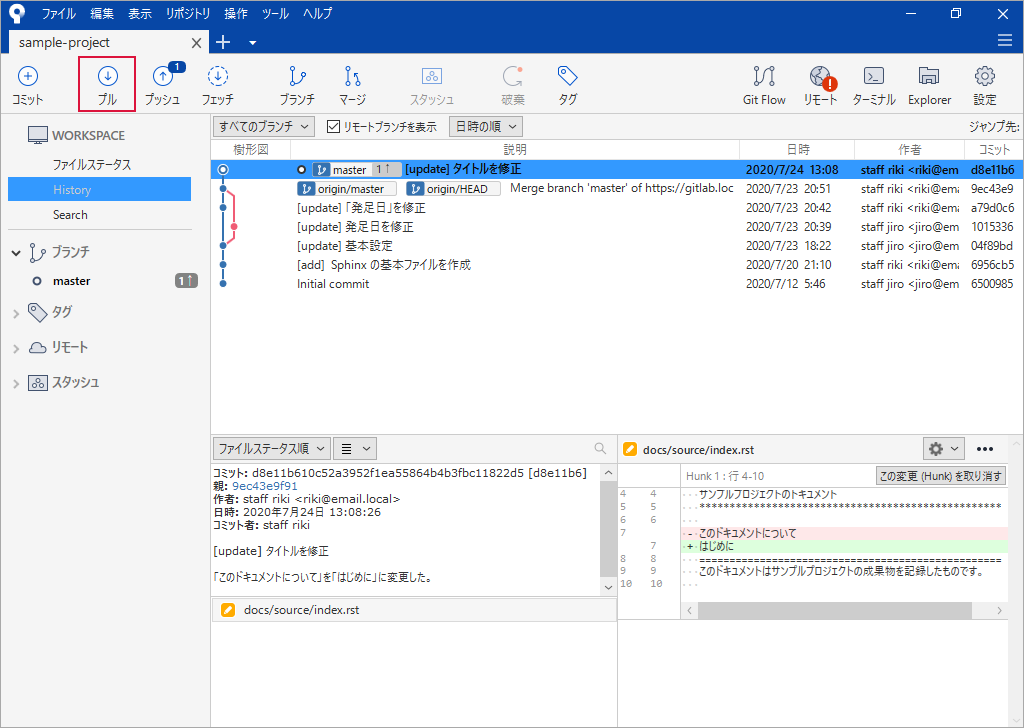 ファイル 編集 表示 リポジトリ 操作 ツール ヘルプ
sample-project
1
コミット プル プッシュ フェッチ ブランチ マージ スタッシュ 破棄 タグ Git Flow リモート ターミナル Explorer 設定
WORKSPACE
ファイルステータス
History
Search
ブランチ
master 1↑
タグ
リモート
スタッシュ
すべてのブランチ リモートブランチを表示 日時の順 ジャンプ先:
樹形図 説明 日時 作者 コミット
master 1↑ [update] タイトルを修正 2020/7/24 13:08 staff riki <riki@em d8e11b6
origin/master origin/HEAD Merge branch 'master' of https://gitlab.loc 2020/7/23 20:51 staff riki <riki@ema 9ec43e9
[update] 「発足日」を修正 2020/7/23 20:42 staff riki <riki@ema a79d0c6
[update] 発足日を修正 2020/7/23 20:39 staff jiro <jiro@em 1015336
[update] 基本設定 2020/7/23 18:22 staff jiro <jiro@em 04f89bd
[add] Sphinx の基本ファイルを作成 2020/7/20 21:10 staff riki <riki@ema 6956cb5
Initial commit 2020/7/12 5:46 staff jiro <jiro@em 6500985
ファイルステータス順
コミット: d8e11b610c52a3952f1ea55864b4b3fbc11822d5 [d8e11b6]
親: 9ec43e9f91
作者: staff riki <riki@email.local>
日時: 2020年7月24日 13:08:26
コミット者: staff riki
[update] タイトルを修正
「このドキュメントについて」を「はじめに」に変更した。
docs/source/index.rst
docs/source/index.rst
Hunk 1 : 行 4-10 この変更 (Hunk) を取り消す
4 4 サンプルプロジェクトのドキュメント
5 5 **************************************************
6 6
7 - このドキュメントについて
7 + はじめに
8 8 ==================================================
9 9 このドキュメントはサンプルプロジェクトの成果物を記録したものです。
10 10